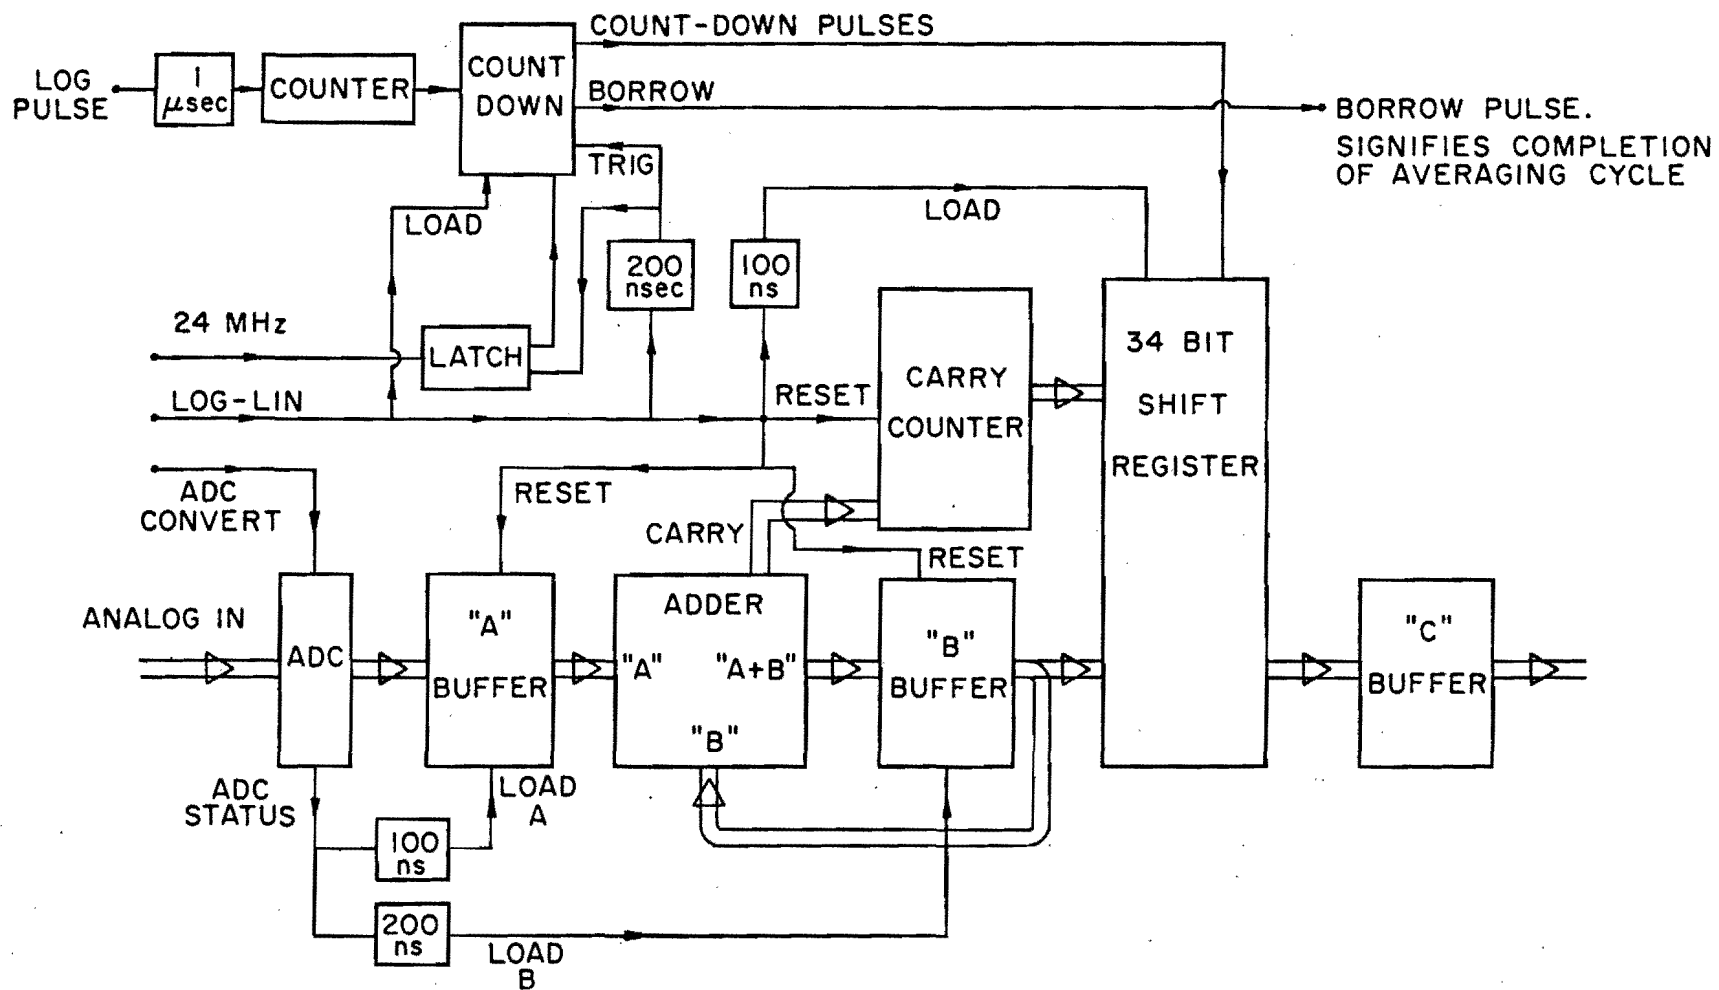 COUNT-DOWN PULSES
LOG
PULSE
1
μsec
COUNTER
COUNT
DOWN
BORROW
BORROW PULSE.
SIGNIFIES COMPLETION
OF AVERAGING CYCLE
TRIG
LOAD
LOAD
200
nsec
100
ns
24 MHz
LATCH
LOG-LIN
RESET
CARRY
COUNTER
34 BIT
SHIFT
REGISTER
ADC
CONVERT
RESET
CARRY
RESET
ANALOG IN
ADC
"A"
BUFFER
ADDER
"A"
"A+B"
"B"
"B"
BUFFER
"C"
BUFFER
ADC
STATUS
LOAD
A
100
ns
200
ns
LOAD
B